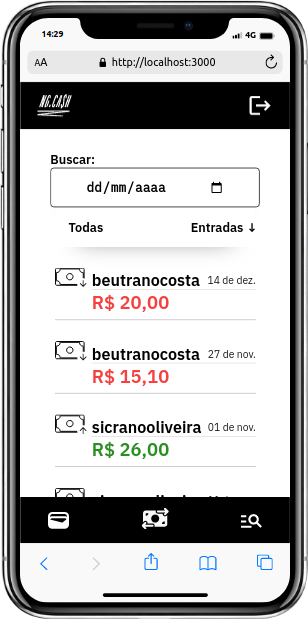 14:29
4G
AA
http://localhost:3000
NG.CASH
Buscar:
dd/mm/aaaa
Todas
Entradas ↓
beutranocosta 14 de dez.
R$ 20,00
beutranocosta 27 de nov.
R$ 15,10
sicranooliveira 01 de nov.
R$ 26,00